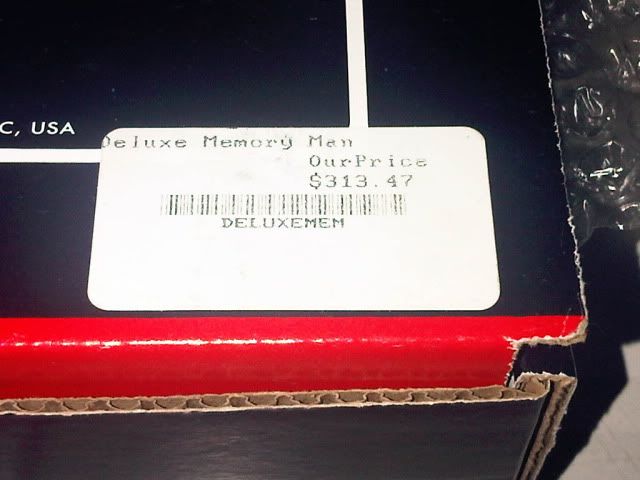 C, USA
Deluxe Memory Man
OurPrice
$313.47
DELUXEMEM